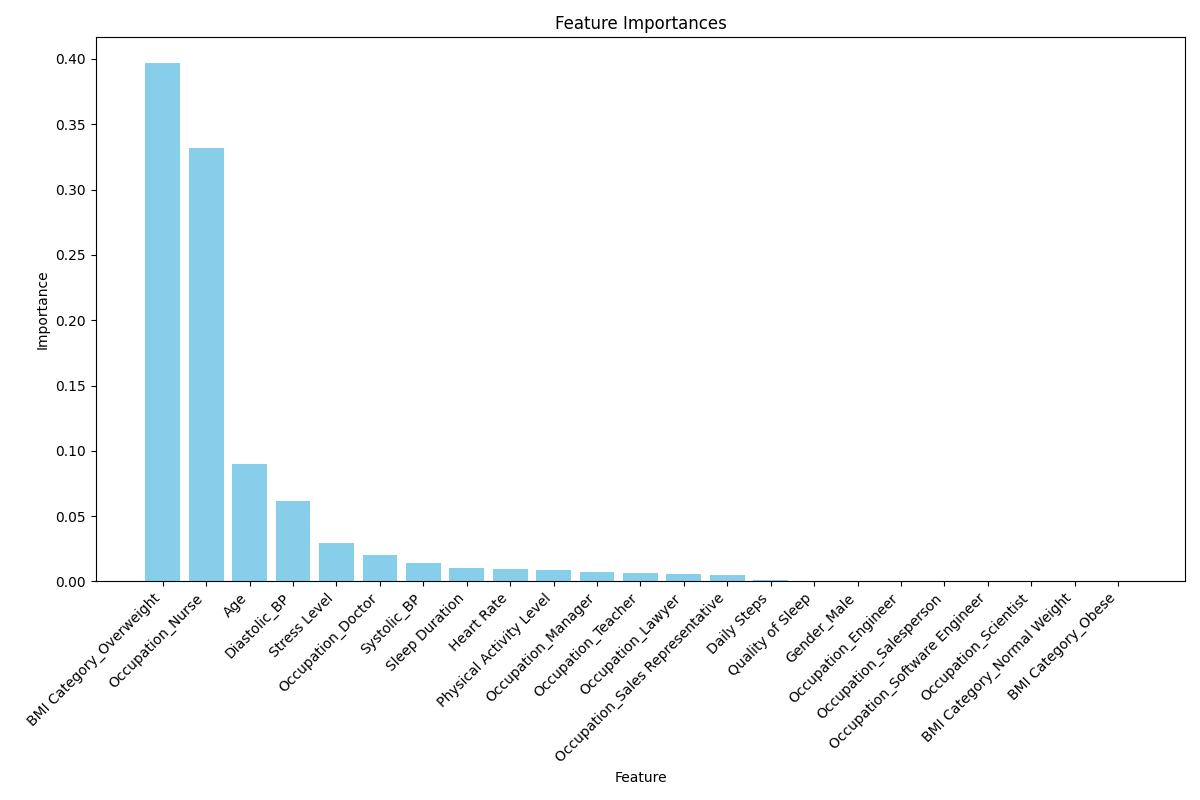 Feature Importances
0.40
0.35
0.30
0.25
0.20
0.15
0.10
0.05
0.00
Importance
BMI Category_Overweight
Occupation_Nurse
Age
Diastolic_BP
Stress Level
Occupation_Doctor
Systolic_BP
Sleep Duration
Heart Rate
Physical Activity Level
Occupation_Manager
Occupation_Teacher
Occupation_Lawyer
Occupation_Sales Representative
Daily Steps
Quality of Sleep
Gender_Male
Occupation_Engineer
Occupation_Salesperson
Occupation_Software Engineer
Occupation_Scientist
BMI Category_Normal Weight
BMI Category_Obese
Feature